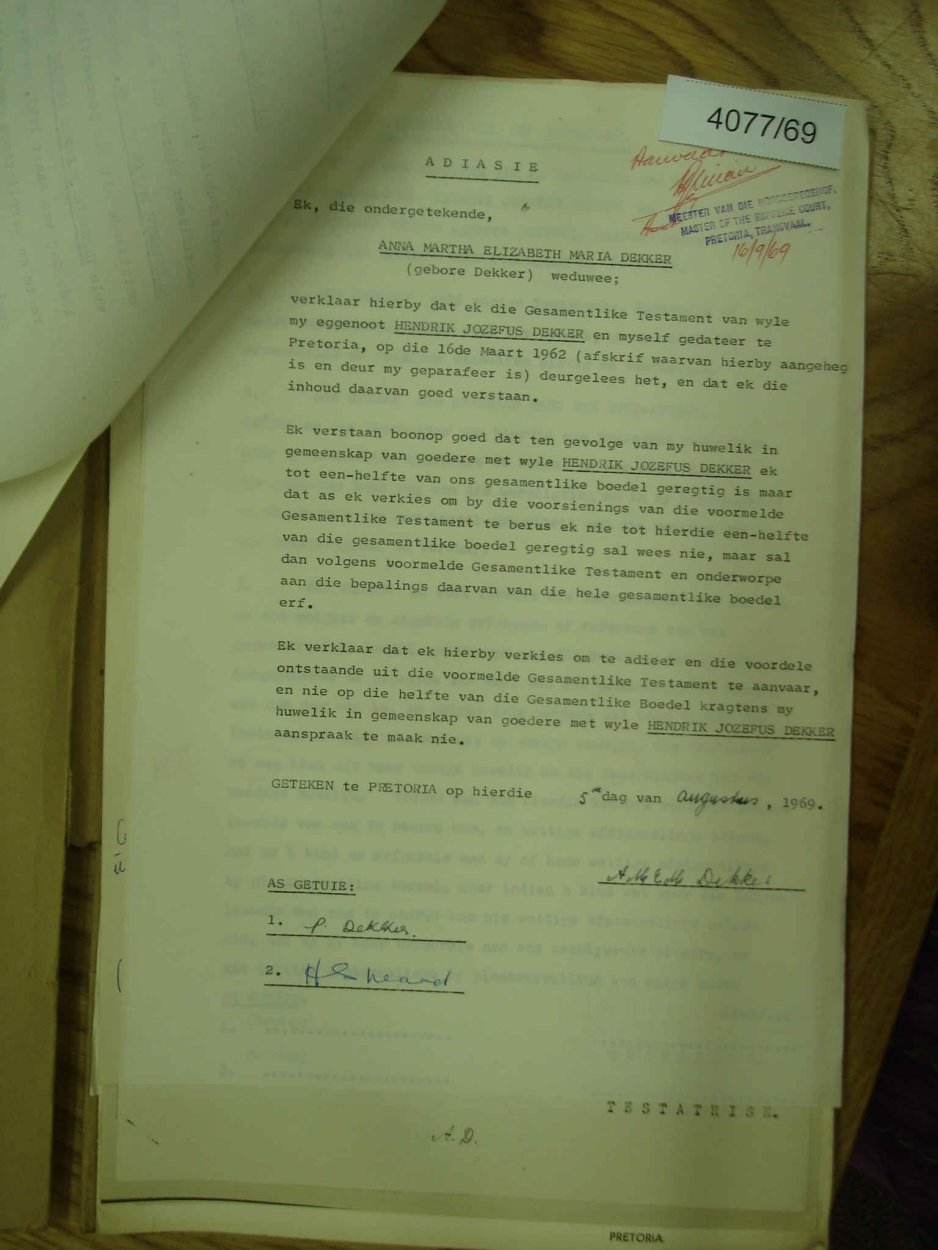 4077/69
A D I A S I E
MEESTER VAN DIE HOOGGEREGSHOF.
MASTER OF THE SUPREME COURT,
PRETORIA, TRANSVAAL.
16/9/69
Ek, die ondergetekende,
ANNA MARTHA ELIZABETH MARIA DEKKER
(gebore Dekker) weduwee;
verklaar hierby dat ek die Gesamentlike Testament van wyle
my eggenoot HENDRIK JOZEFUS DEKKER en myself gedateer te
Pretoria, op die 16de Maart 1962 (afskrif waarvan hierby aangeheg
is en deur my geparafeer is) deurgelees het, en dat ek die
inhoud daarvan goed verstaan.
Ek verstaan boonop goed dat ten gevolge van my huwelik in
gemeenskap van goedere met wyle HENDRIK JOZEFUS DEKKER ek
tot een-helfte van ons gesamentlike boedel geregtig is maar
dat as ek verkies om by die voorsienings van die voormelde
Gesamentlike Testament te berus ek nie tot hierdie een-helfte
van die gesamentlike boedel geregtig sal wees nie, maar sal
dan volgens voormelde Gesamentlike Testament en onderworpe
aan die bepalings daarvan van die hele gesamentlike boedel
erf.
Ek verklaar dat ek hierby verkies om te adieer en die voordele
ontstaande uit die voormelde Gesamentlike Testament te aanvaar,
en nie op die helfte van die Gesamentlike Boedel kragtens my
huwelik in gemeenskap van goedere met wyle HENDRIK JOZEFUS DEKKER
aanspraak te maak nie.
GETEKEN te PRETORIA op hierdie 5de dag van Augustus, 1969.
A M E M Dekker
AS GETUIE:
1. P. Dekker.
2.
T E S T A T R I S E.
A.D.
PRETORIA.